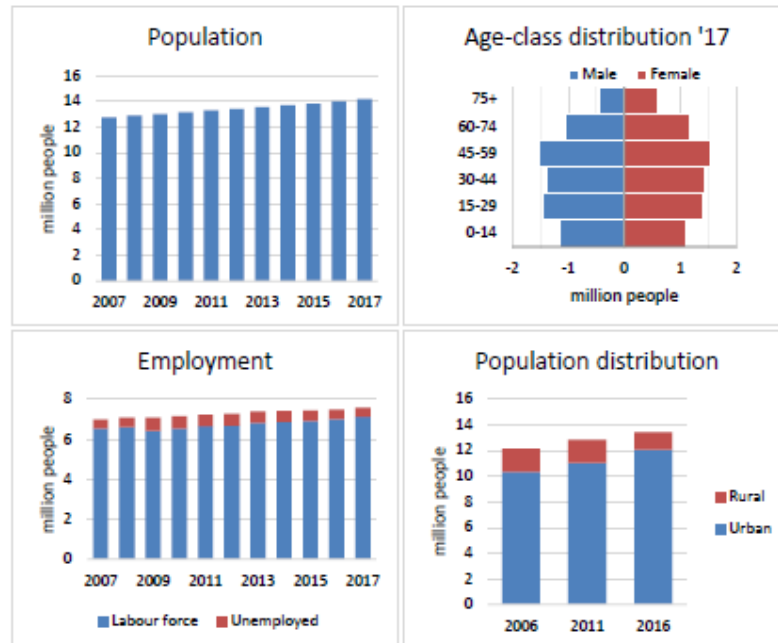 Population
16
14
12
10
8
6
4
2
0
million people
2007 2009 2011 2013 2015 2017
Age-class distribution '17
Male Female
75+
60-74
45-59
30-44
15-29
0-14
-2 -1 0 1 2
million people
Employment
8
6
4
2
0
million people
2007 2009 2011 2013 2015 2017
Labour force Unemployed
Population distribution
16
14
12
10
8
6
4
2
0
million people
2006 2011 2016
Rural
Urban